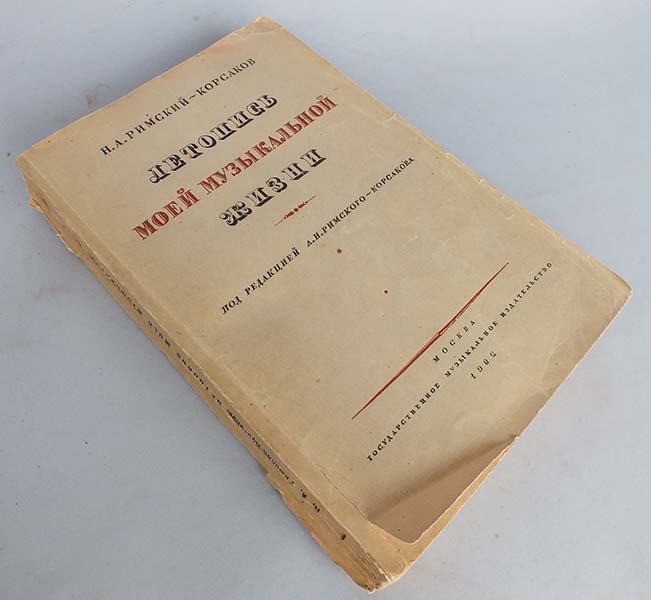 Н. А. РИМСКИЙ-КОРСАКОВ
ЛЕТОПИСЬ
МОЕЙ МУЗЫКАЛЬНОЙ
ЖИЗНИ
ПОД РЕДАКЦИЕЙ А.Н.РИМСКОГО-КОРСАКОВА
МОСКВА
ГОСУДАРСТВЕННОЕ МУЗЫКАЛЬНОЕ ИЗДАТЕЛЬСТВО